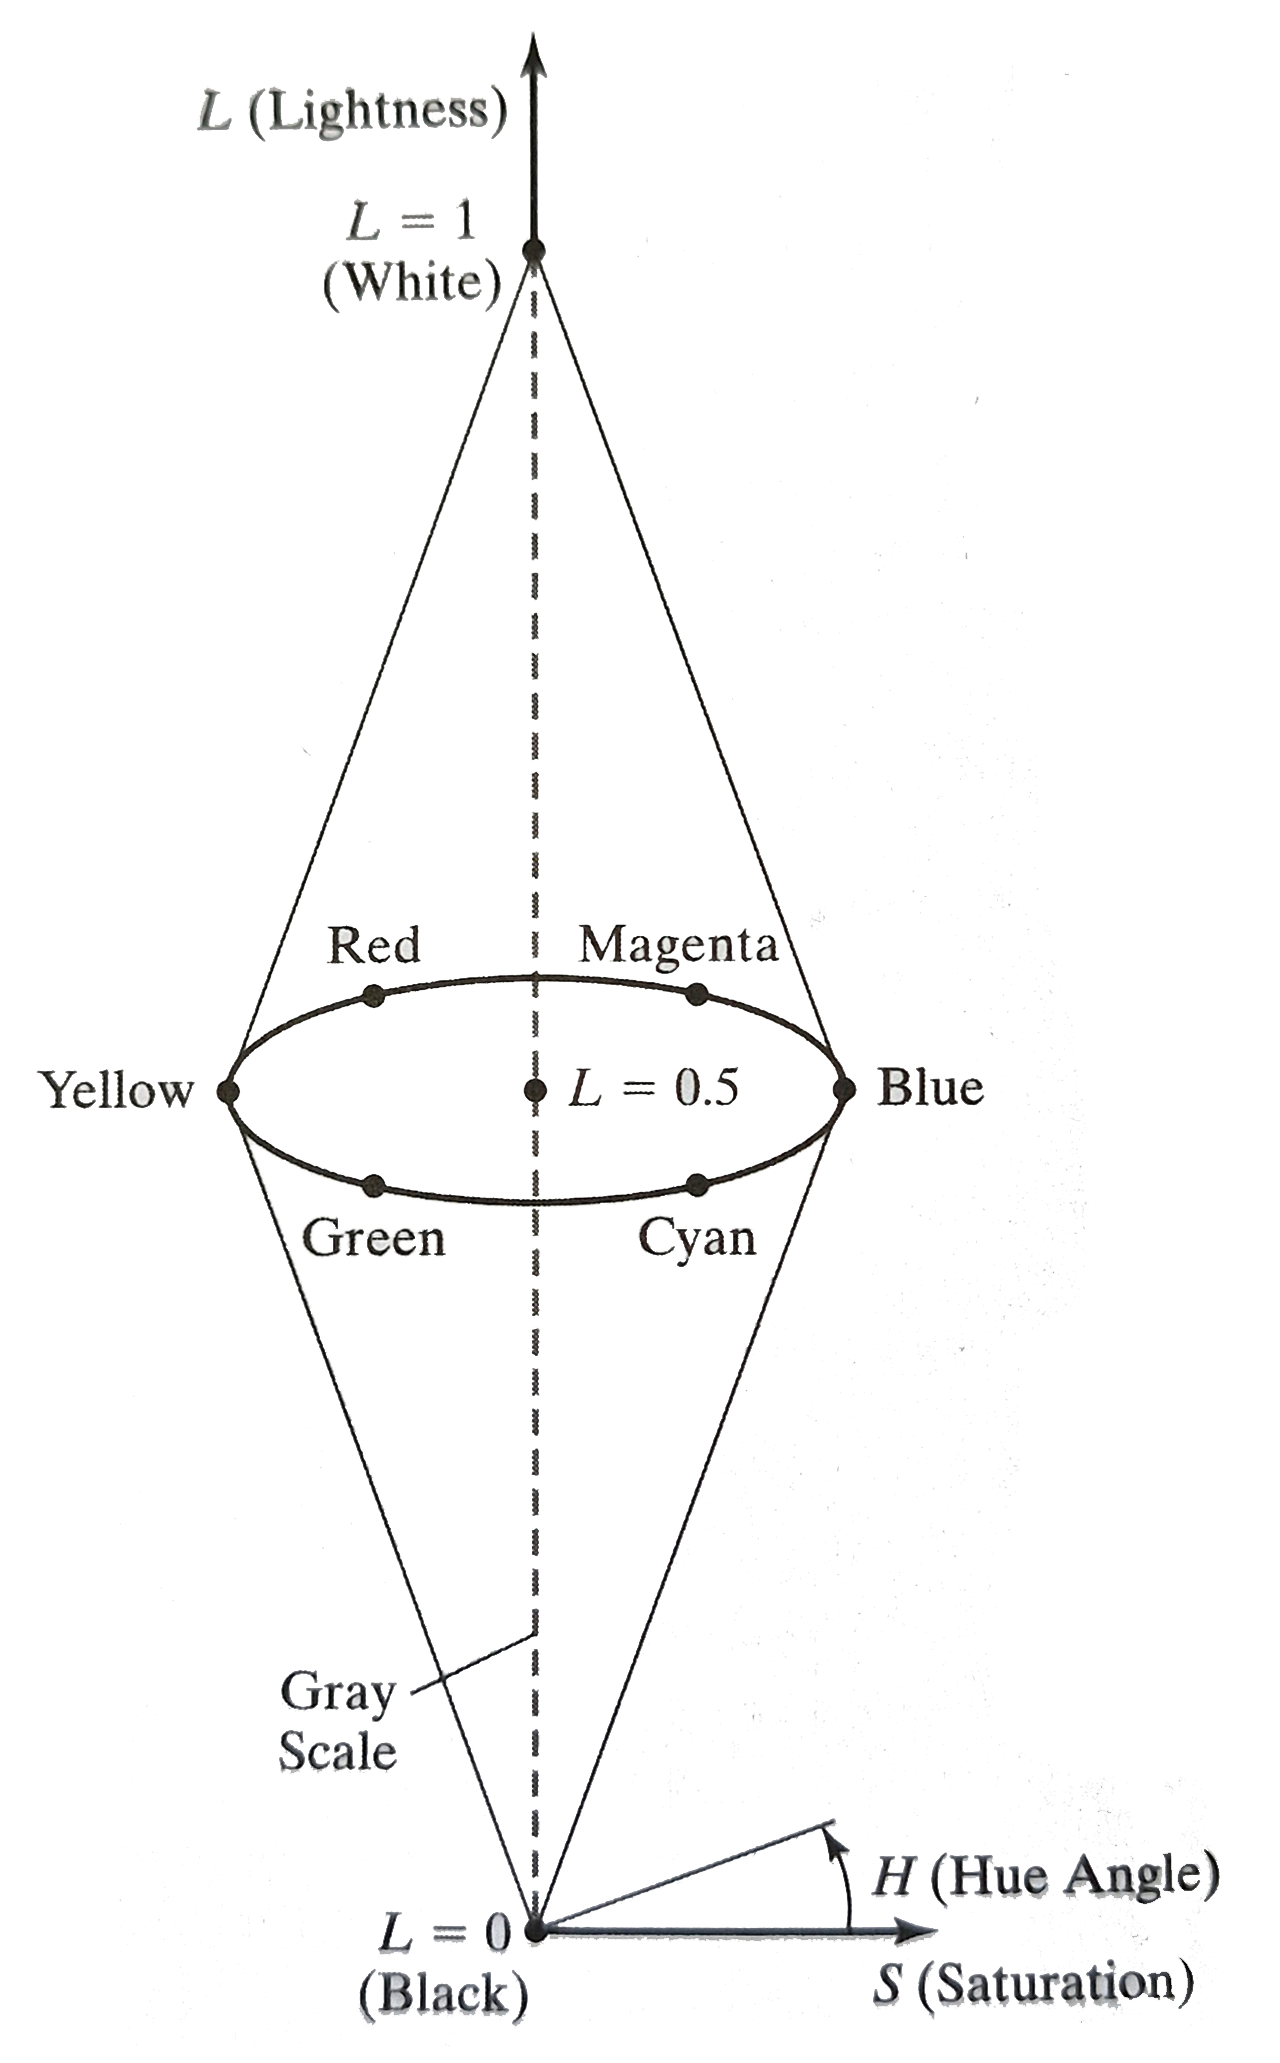 L (Lightness)
L = 1
(White)
Red
Magenta
Yellow
L = 0.5
Blue
Green
Cyan
Gray
Scale
H (Hue Angle)
L = 0
(Black)
S (Saturation)